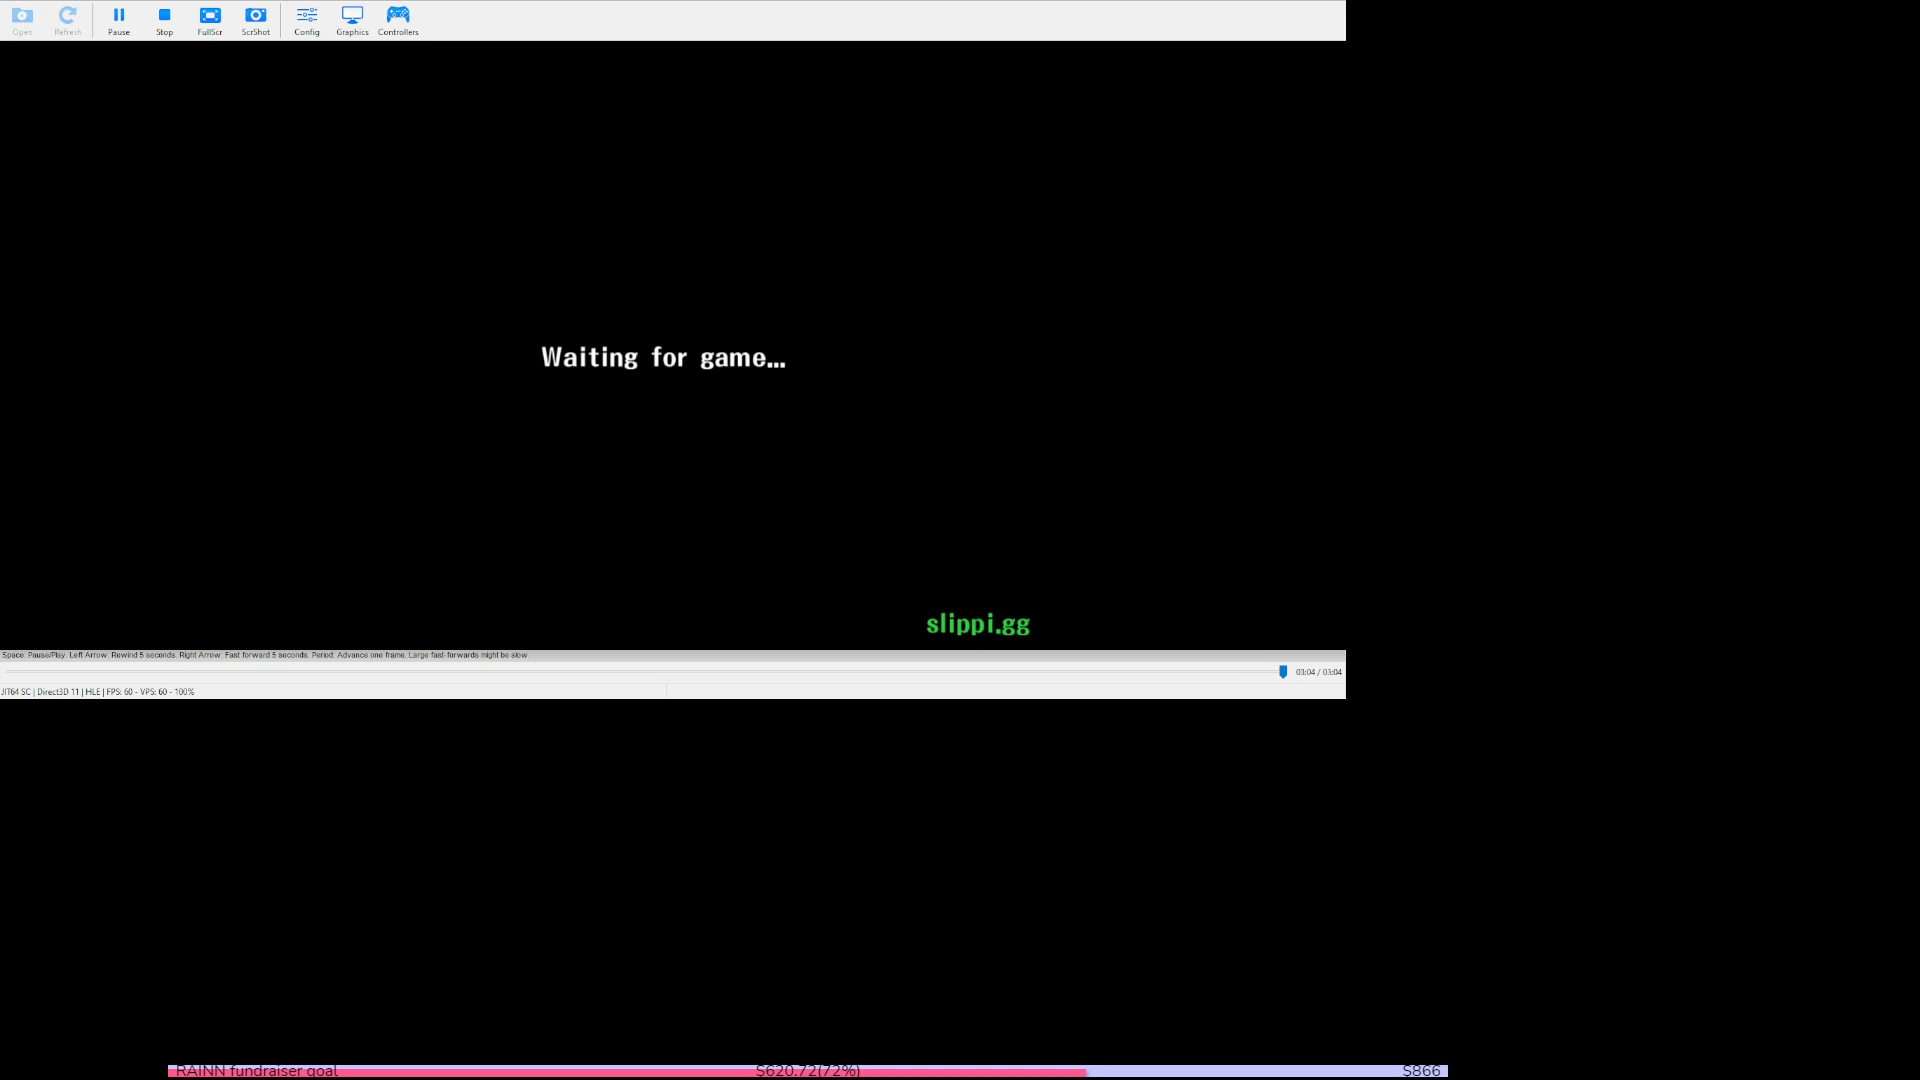 Open Refresh Pause Stop FullScr ScrShot Config Graphics Controllers
Waiting for game...
slippi.gg
Space: Pause/Play, Left Arrow: Rewind 5 seconds, Right Arrow: Fast forward 5 seconds, Period: Advance one frame, Large fast-forwards might be slow.
03:04 / 03:04
JIT64 SC | Direct3D 11 | HLE | FPS: 60 - VPS: 60 - 100%
RAINN fundraiser goal $620.72(72%) $866